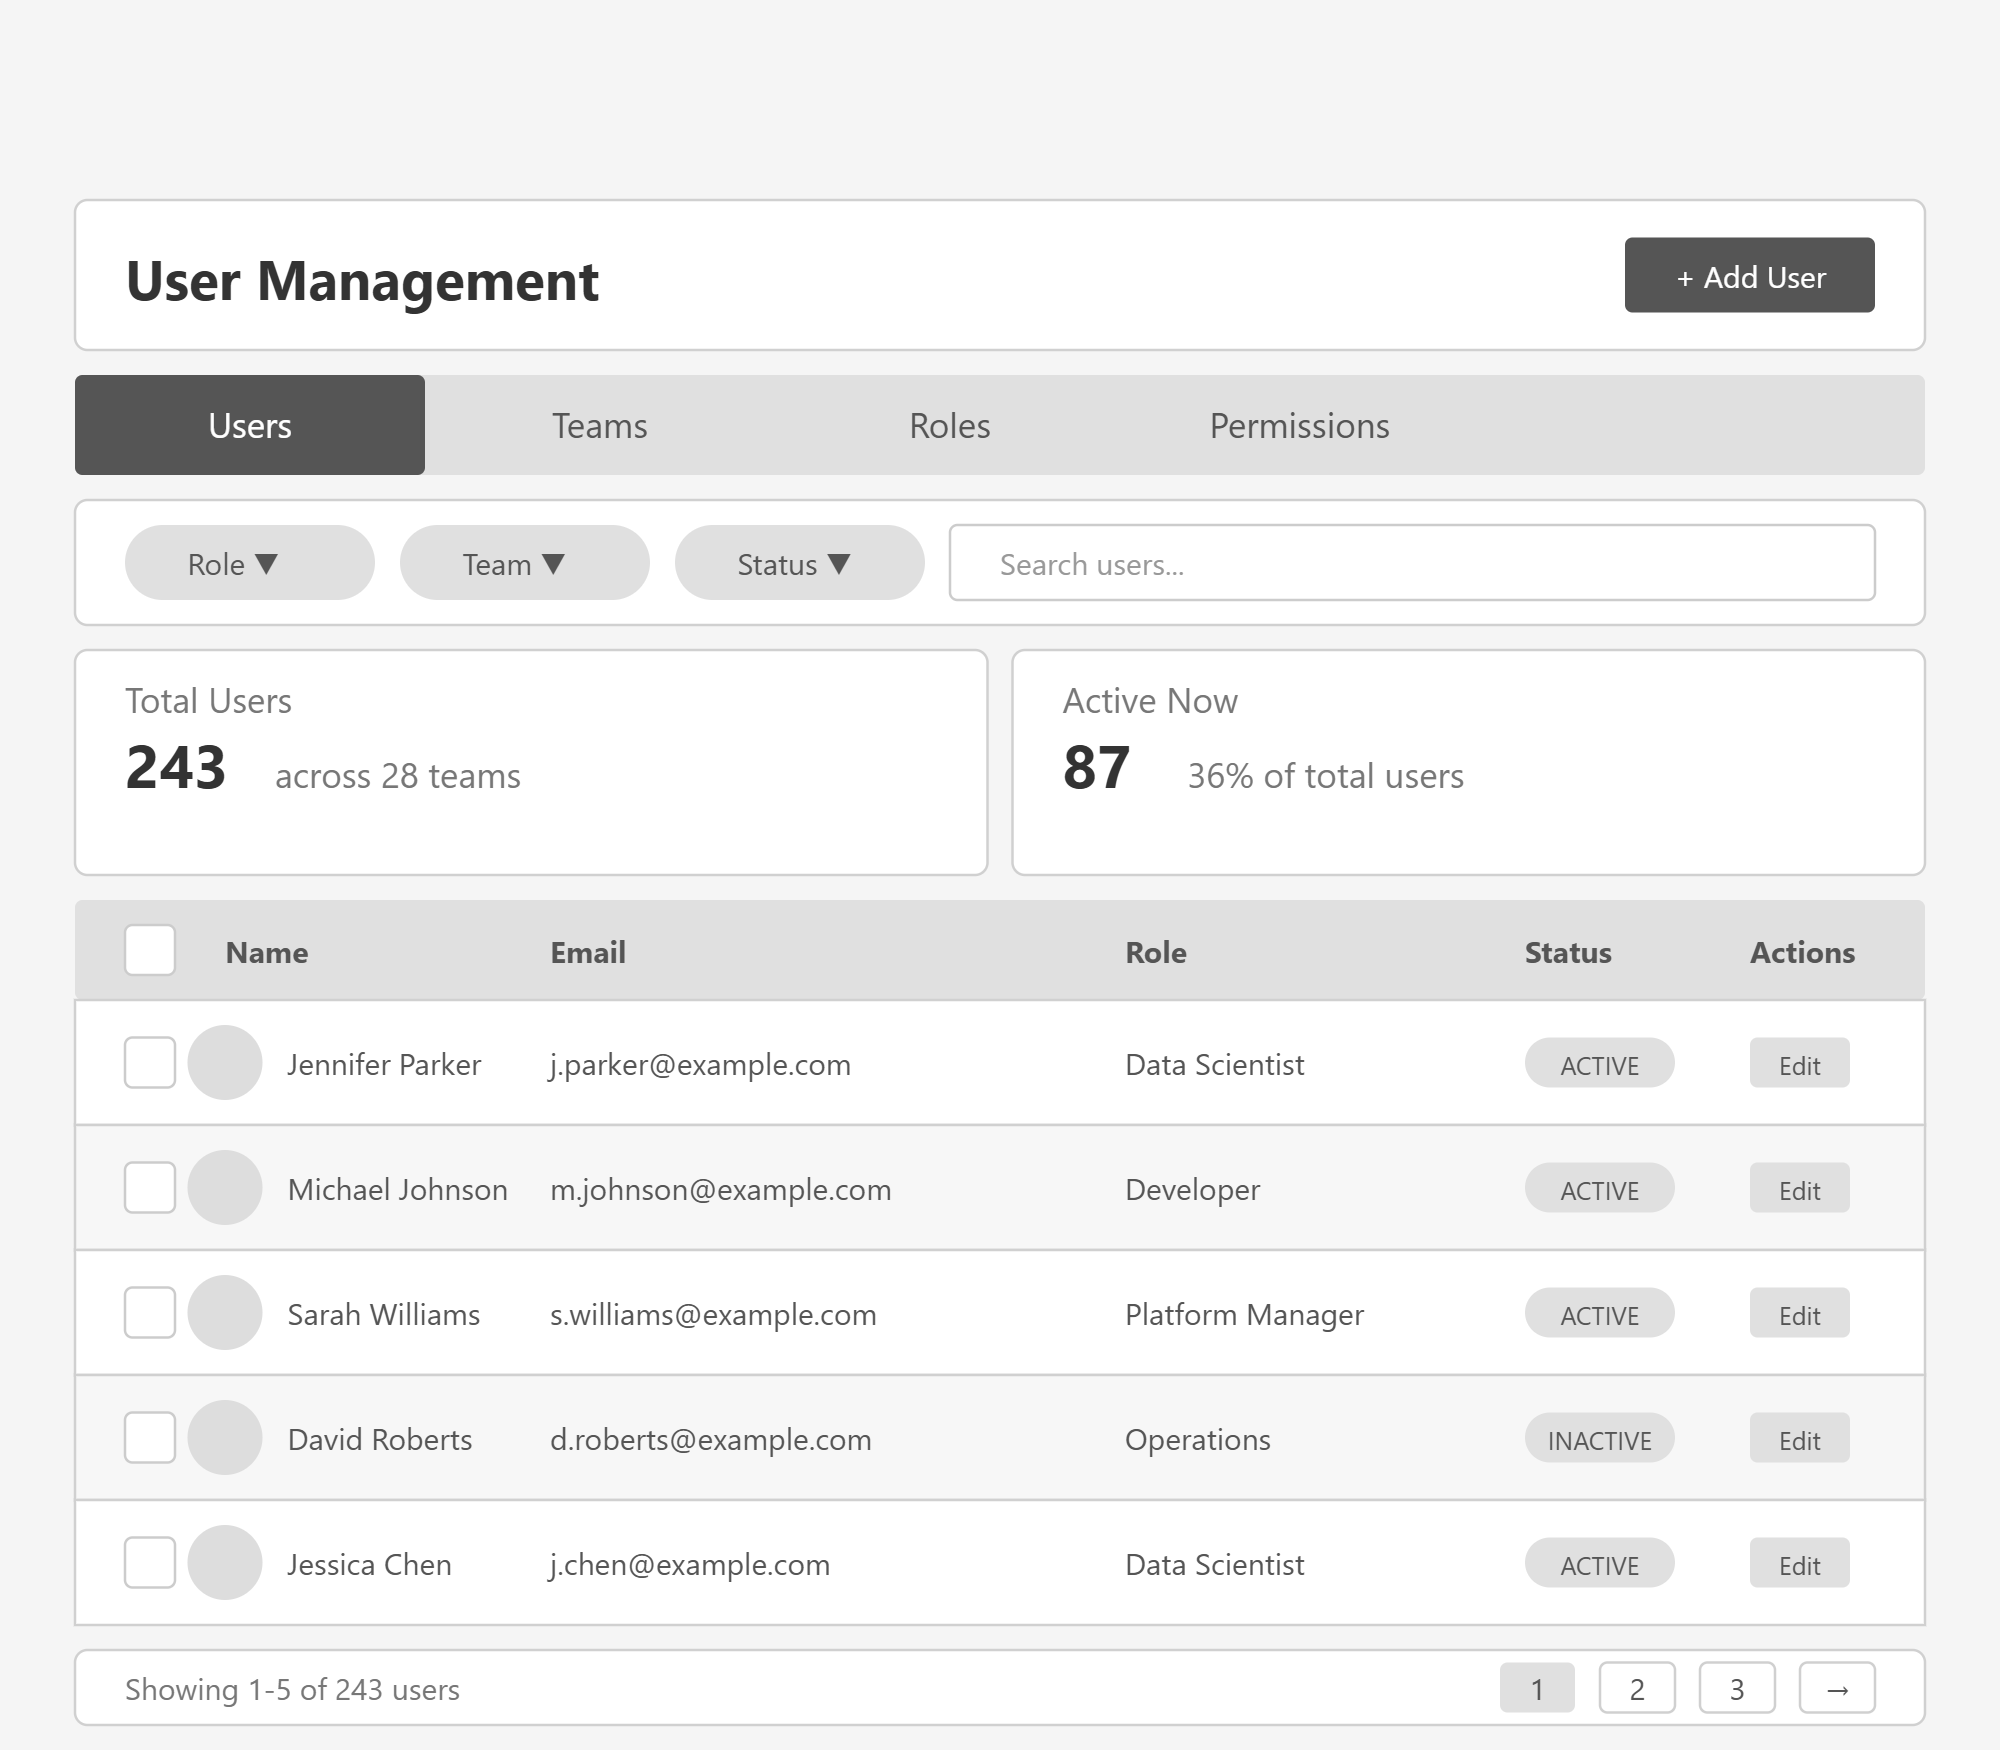 User Management
+ Add User
Users Teams Roles Permissions
Role ▼ Team ▼ Status ▼ Search users...
Total Users
243 across 28 teams
Active Now
87 36% of total users
Name Email Role Status Actions
Jennifer Parker j.parker@example.com Data Scientist ACTIVE Edit
Michael Johnson m.johnson@example.com Developer ACTIVE Edit
Sarah Williams s.williams@example.com Platform Manager ACTIVE Edit
David Roberts d.roberts@example.com Operations INACTIVE Edit
Jessica Chen j.chen@example.com Data Scientist ACTIVE Edit
Showing 1-5 of 243 users 1 2 3 →